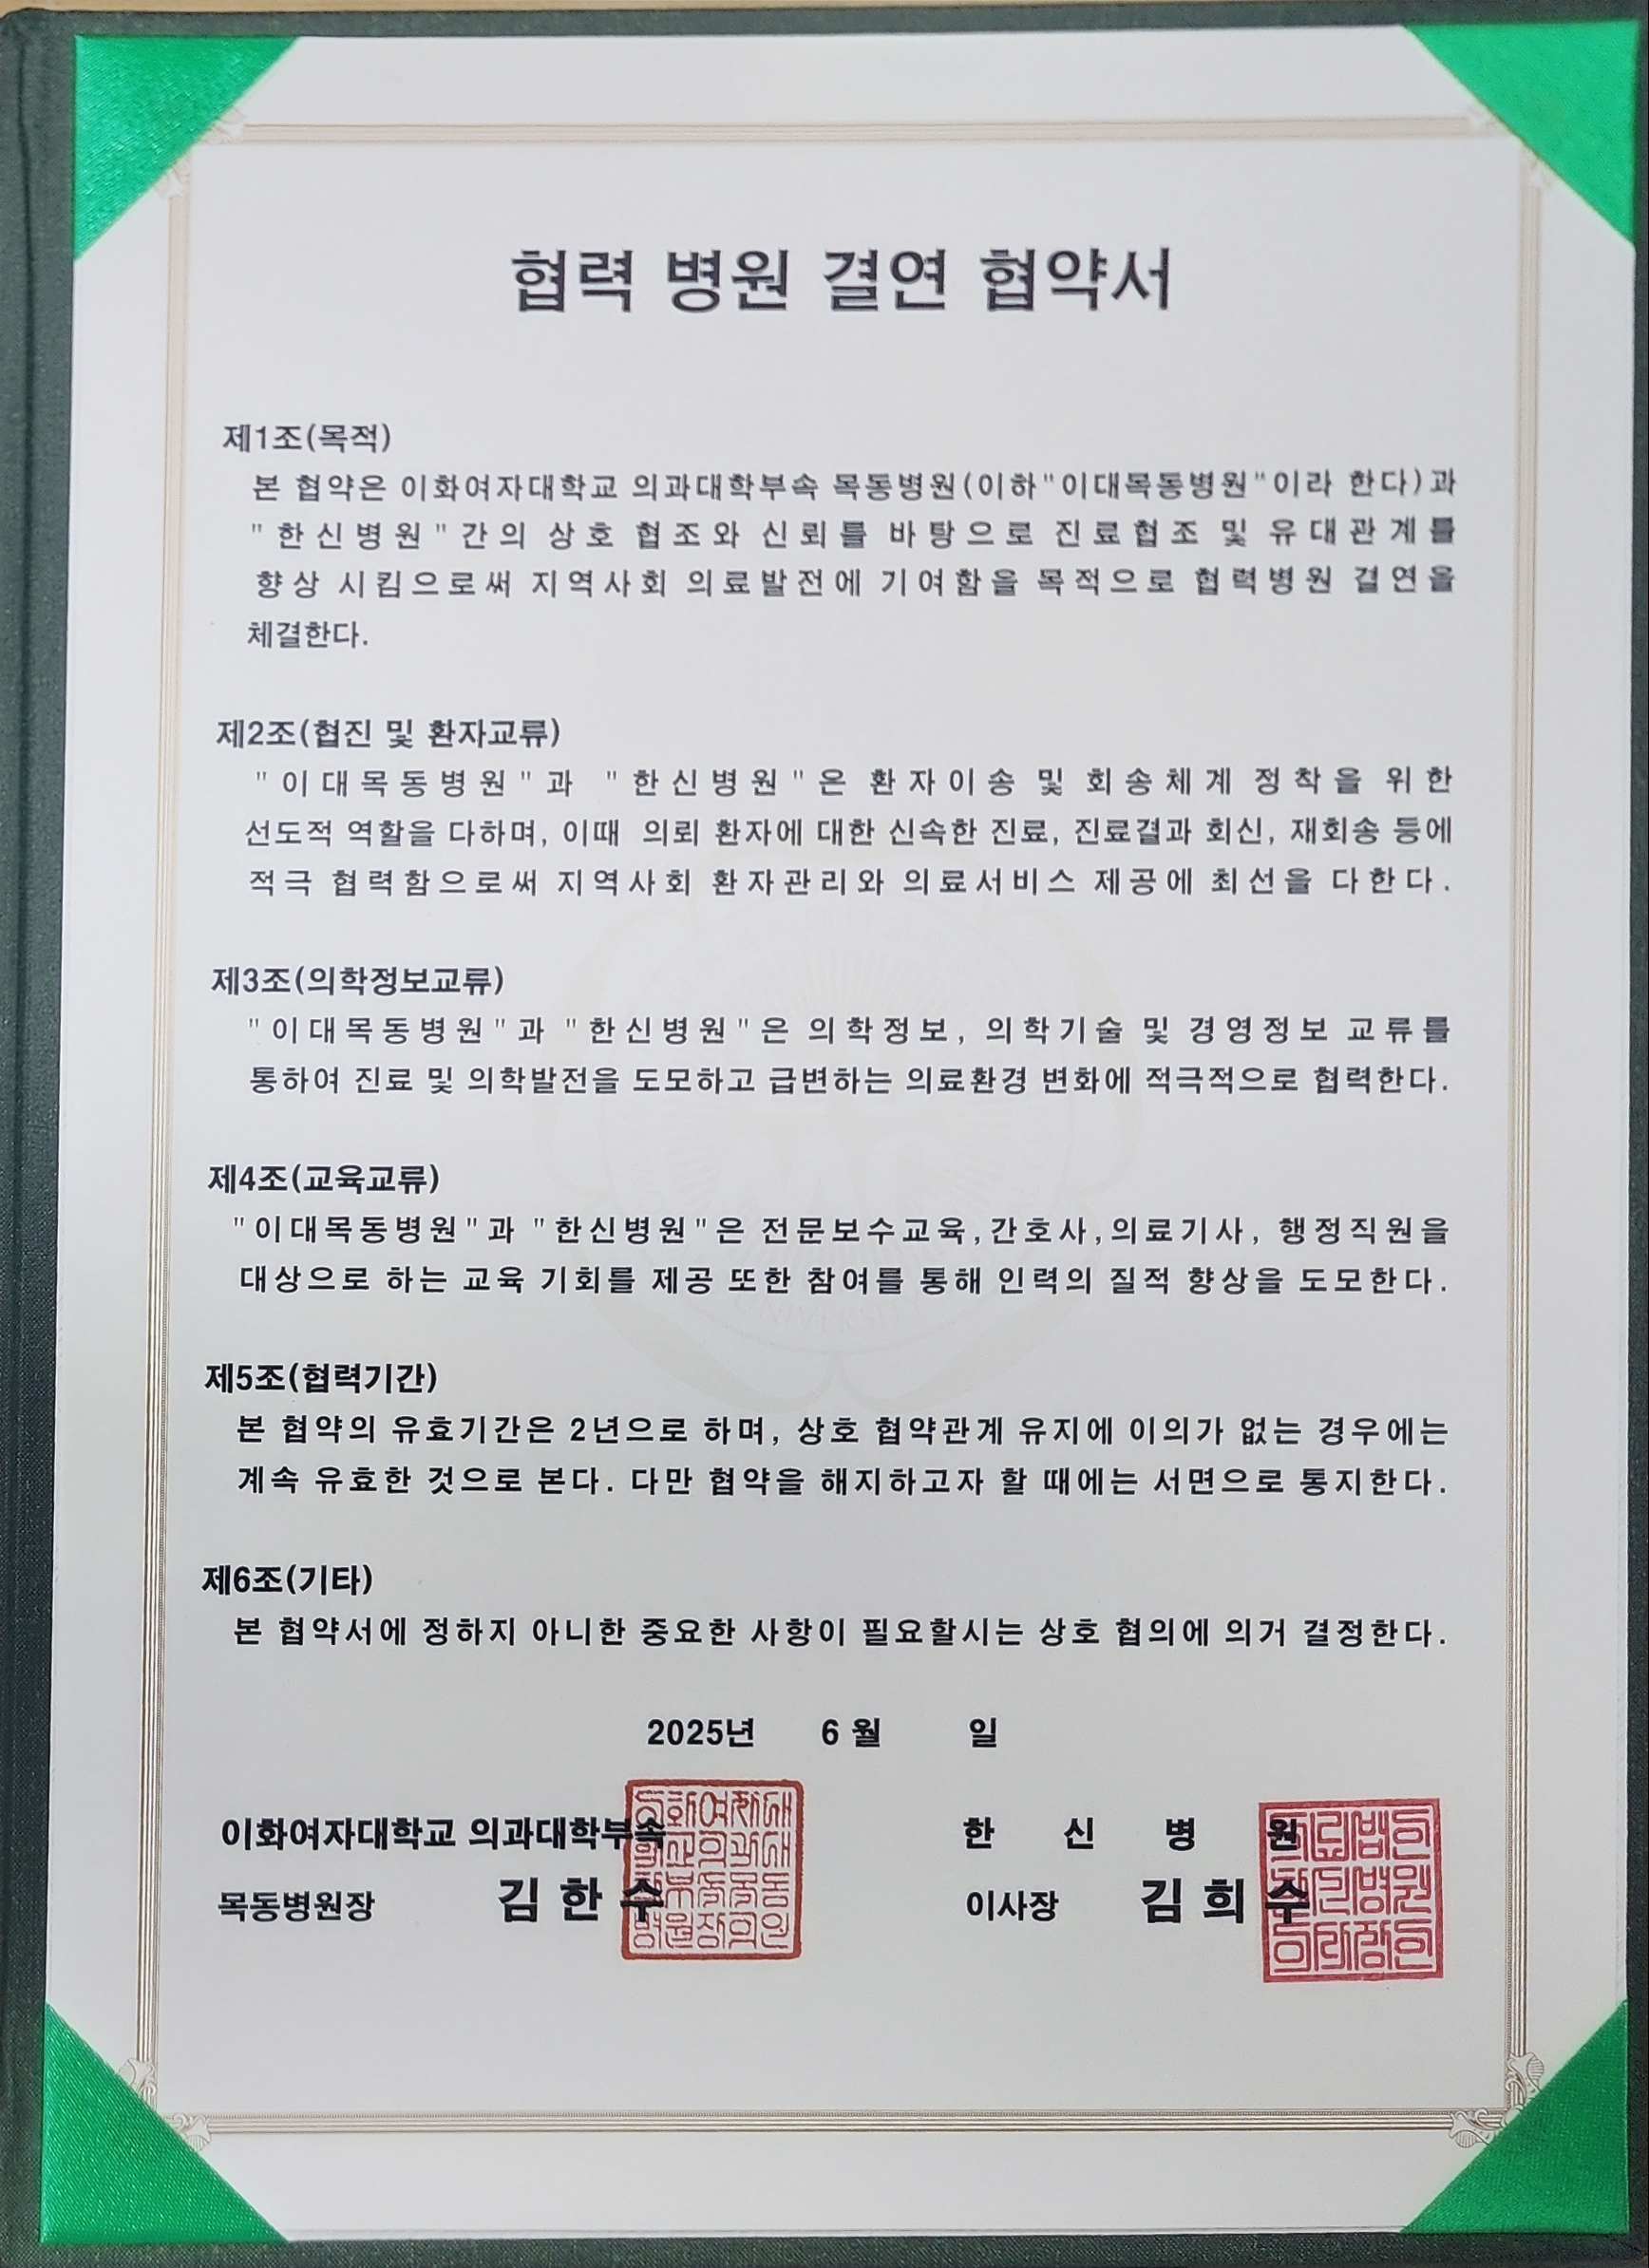 협력 병원 결연 협약서
제1조(목적)
본 협약은 이화여자대학교 의과대학부속 목동병원(이하"이대목동병원"이라 한다)과
"한신병원"간의 상호 협조와 신뢰를 바탕으로 진료협조 및 유대관계를
향상 시킴으로써 지역사회 의료발전에 기여함을 목적으로 협력병원 결연을
체결한다.
제2조(협진 및 환자교류)
"이대목동병원"과 "한신병원"은 환자이송 및 회송체계 정착을 위한
선도적 역할을 다하며, 이때 의뢰 환자에 대한 신속한 진료, 진료결과 회신, 재회송 등에
적극 협력함으로써 지역사회 환자관리와 의료서비스 제공에 최선을 다한다.
제3조(의학정보교류)
"이대목동병원"과 "한신병원"은 의학정보, 의학기술 및 경영정보 교류를
통하여 진료 및 의학발전을 도모하고 급변하는 의료환경 변화에 적극적으로 협력한다.
제4조(교육교류)
"이대목동병원"과 "한신병원"은 전문보수교육,간호사,의료기사, 행정직원을
대상으로 하는 교육 기회를 제공 또한 참여를 통해 인력의 질적 향상을 도모한다.
UNIVERSITY
제5조(협력기간)
본 협약의 유효기간은 2년으로 하며, 상호 협약관계 유지에 이의가 없는 경우에는
계속 유효한 것으로 본다. 다만 협약을 해지하고자 할 때에는 서면으로 통지한다.
제6조(기타)
본 협약서에 정하지 아니한 중요한 사항이 필요할시는 상호 협의에 의거 결정한다.
2025년 6 월 일
이화여자대학교 의과대학부속
목동병원장 김 한 수
한 신 병 원
이사장 김 희 수